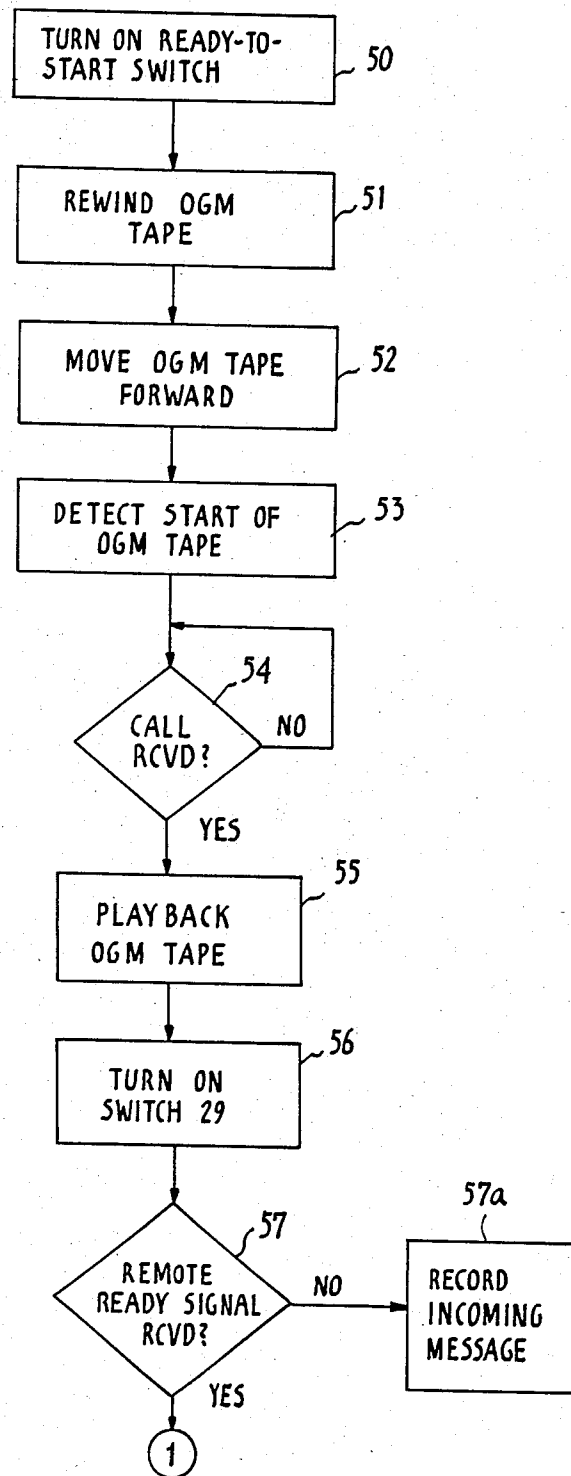 TURN ON READY-TO-
START SWITCH
50
REWIND OGM
TAPE
51
MOVE OGM TAPE
FORWARD
52
DETECT START OF
OGM TAPE
53
54
CALL
RCVD?
NO
YES
55
PLAYBACK
OGM TAPE
56
TURN ON
SWITCH 29
57
REMOTE
READY SIGNAL
RCVD?
NO
57a
RECORD
INCOMING
MESSAGE
YES
1